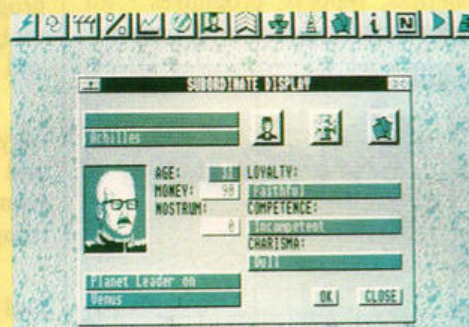 SUBORDINATE DISPLAY
Achilles
AGE:
MONEY: 90
NOSTRUM: 0
LOYALTY:
Faithful
COMPETENCE:
Incompetent
CHARISMA:
Dull
Planet Leader on
Venus
OK CLOSE